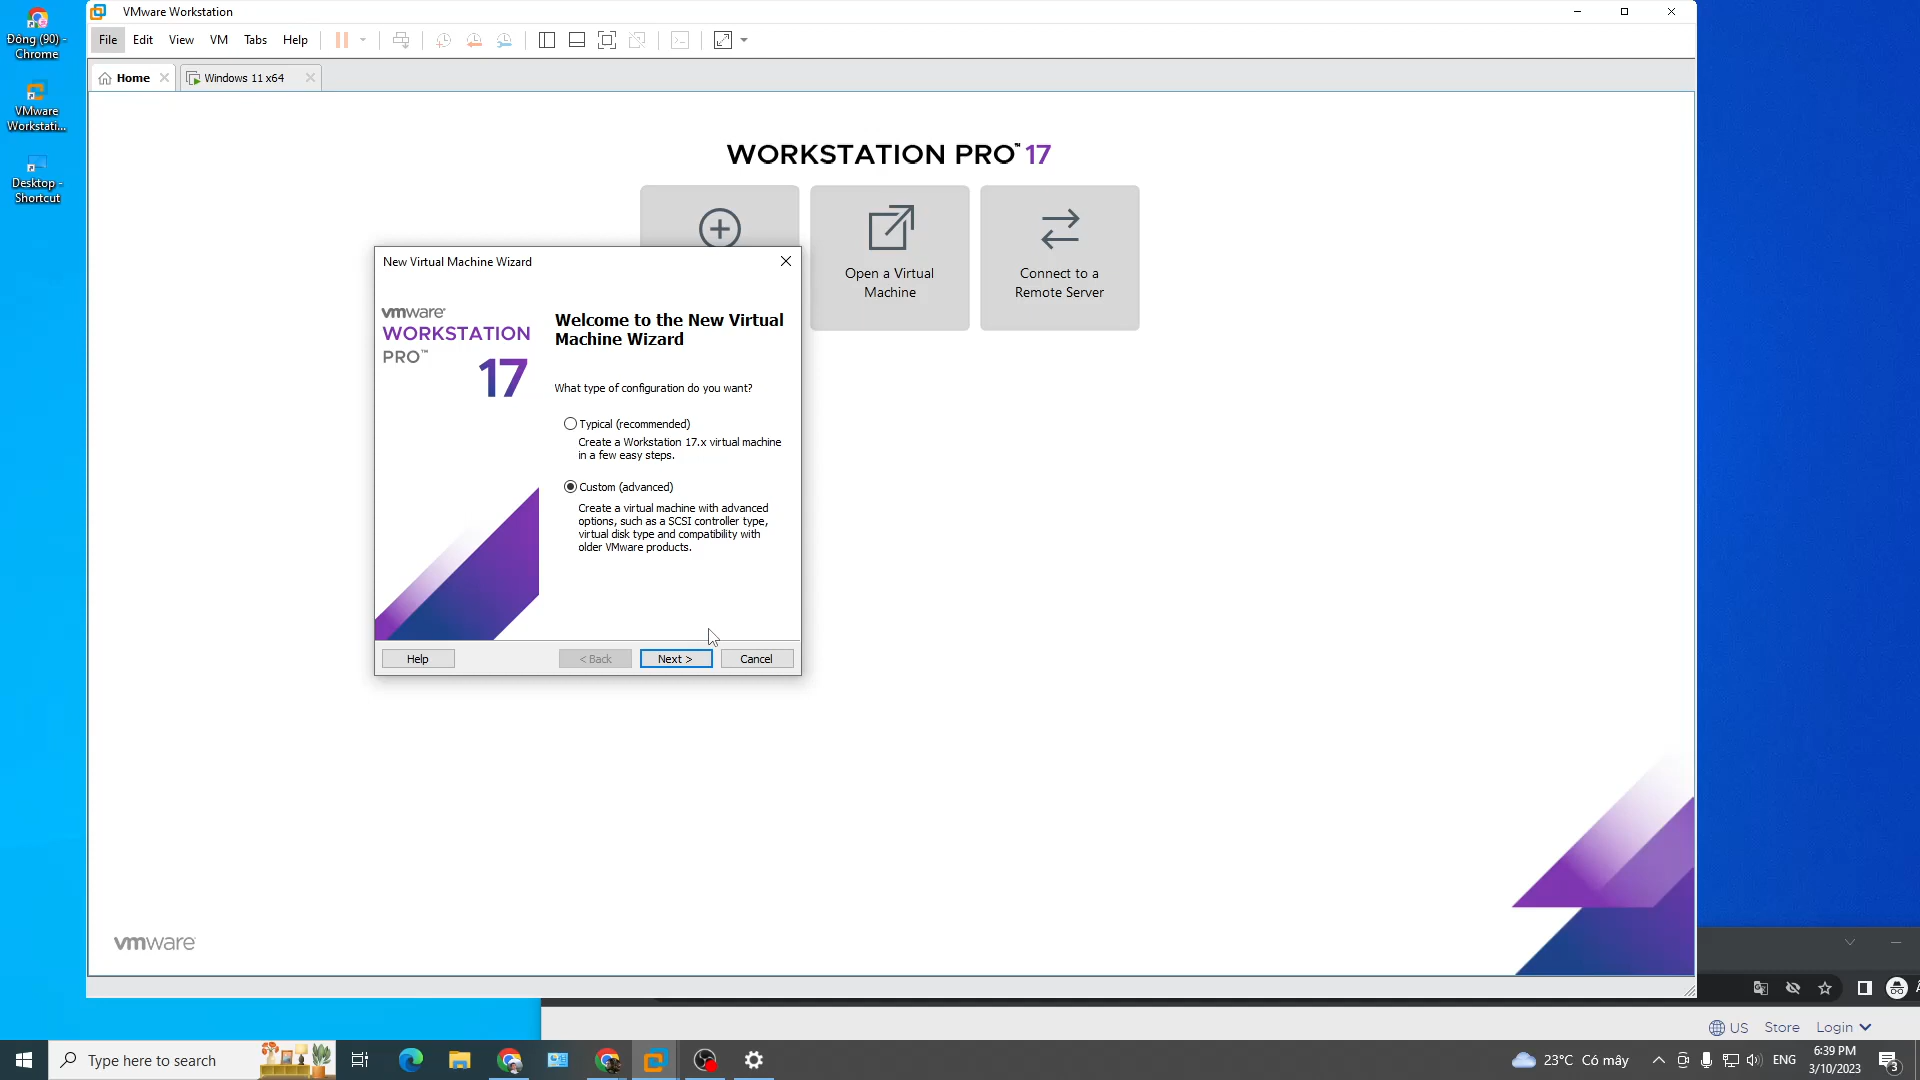 VMware Workstation
File Edit View VM Tabs Help
Home Windows 11 x64
Đông (90) -
Chrome
VMware
Workstati...
Desktop -
Shortcut
WORKSTATION PRO™ 17
Open a Virtual
Machine
Connect to a
Remote Server
New Virtual Machine Wizard
vmware
WORKSTATION
PRO™
17
Welcome to the New Virtual
Machine Wizard
What type of configuration do you want?
Typical (recommended)
Create a Workstation 17.x virtual machine
in a few easy steps.
Custom (advanced)
Create a virtual machine with advanced
options, such as a SCSI controller type,
virtual disk type and compatibility with
older VMware products.
Help < Back Next > Cancel
vmware
US Store Login
Type here to search
23°C Có mây
ENG
6:39 PM
3/10/2023
3